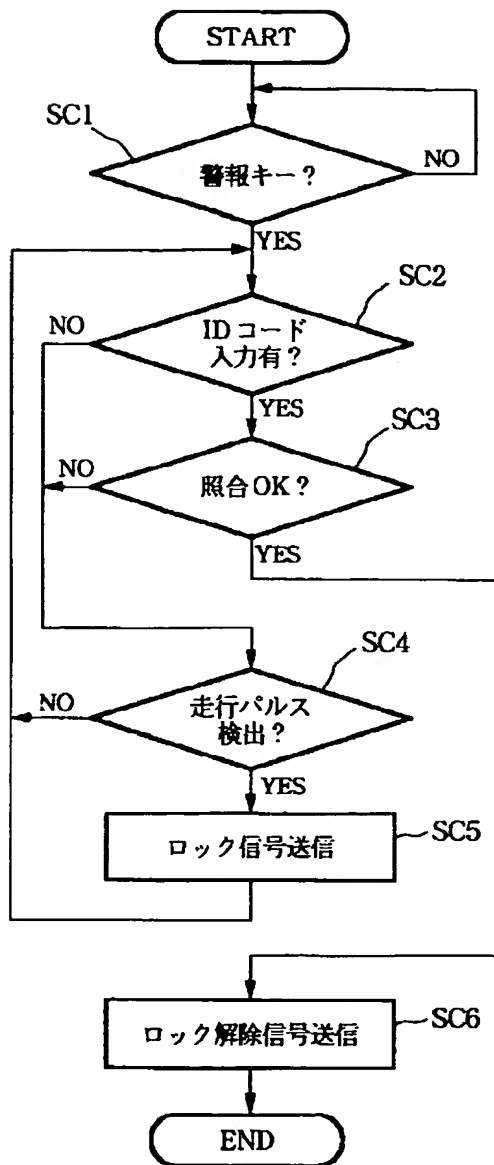 START
SC1
警報キー？
NO
YES
SC2
NO
IDコード
入力有？
YES
SC3
NO
照合OK？
YES
SC4
NO
走行パルス
検出？
YES
ロック信号送信
SC5
ロック解除信号送信
SC6
END